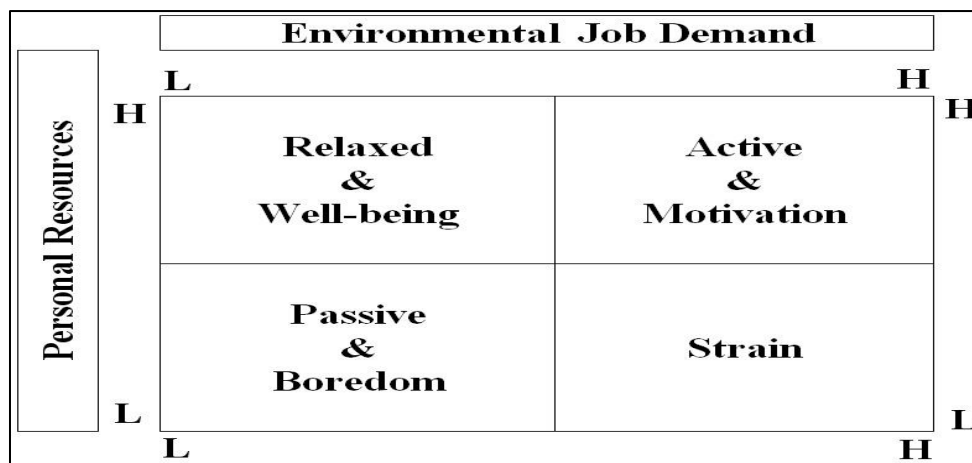 Environmental Job Demand
L
H
H
H
Personal Resources
Relaxed
&
Well-being
Active
&
Motivation
Passive
&
Boredom
Strain
L
L
L
H